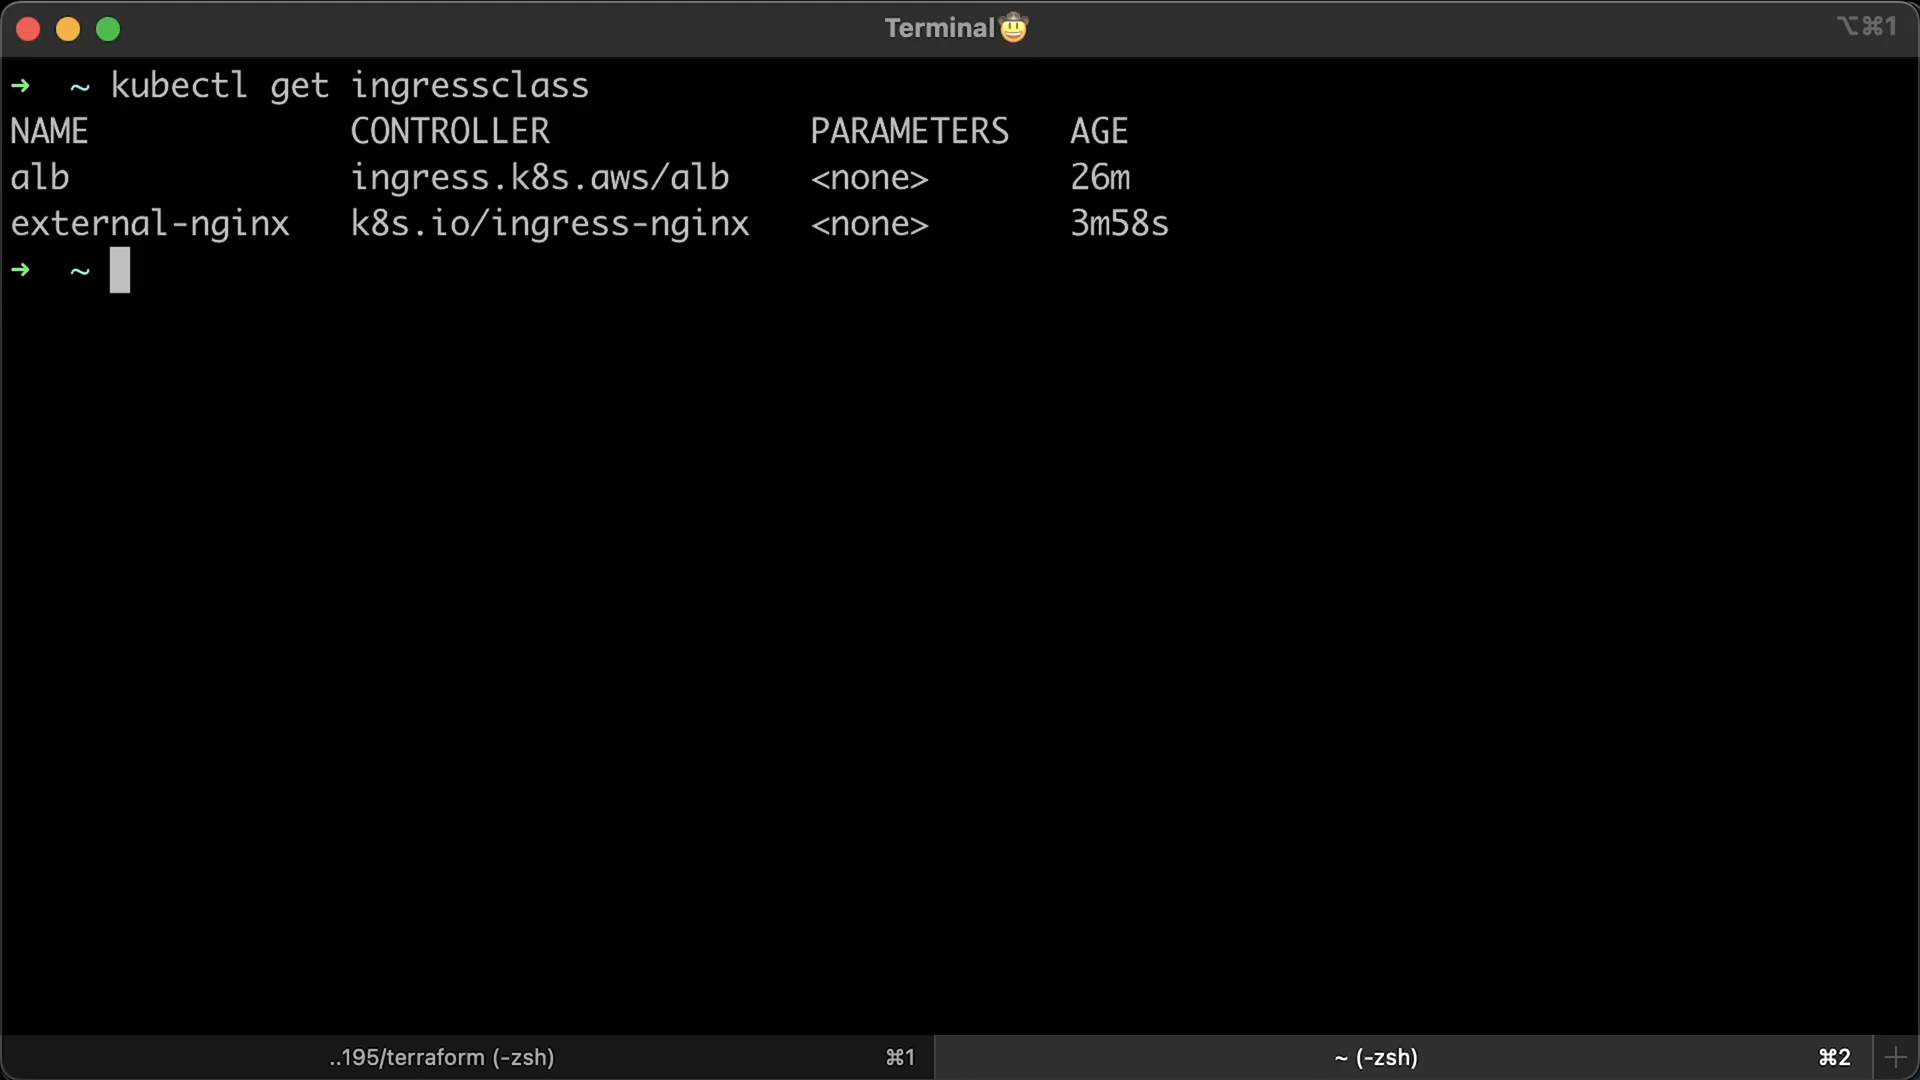 Terminal🤠
⌥⌘1
➜ ~ kubectl get ingressclass
NAME CONTROLLER PARAMETERS AGE
alb ingress.k8s.aws/alb <none> 26m
external-nginx k8s.io/ingress-nginx <none> 3m58s
➜ ~
..195/terraform (-zsh) ⌘1
~ (-zsh) ⌘2 +